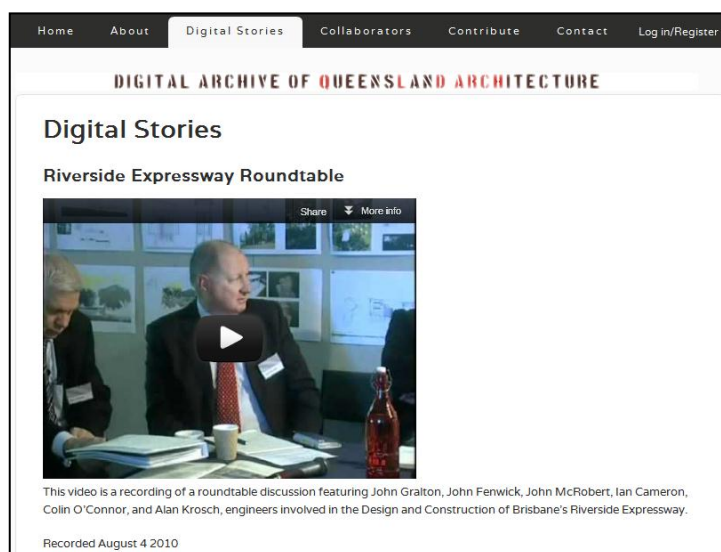 Home About Digital Stories Collaborators Contribute Contact Log in/Register
DIGITAL ARCHIVE OF QUEENSLAND ARCHITECTURE
Digital Stories
Riverside Expressway Roundtable
Share More info
This video is a recording of a roundtable discussion featuring John Gralton, John Fenwick, John McRobert, Ian Cameron,
Colin O'Connor, and Alan Krosch, engineers involved in the Design and Construction of Brisbane's Riverside Expressway.
Recorded August 4 2010